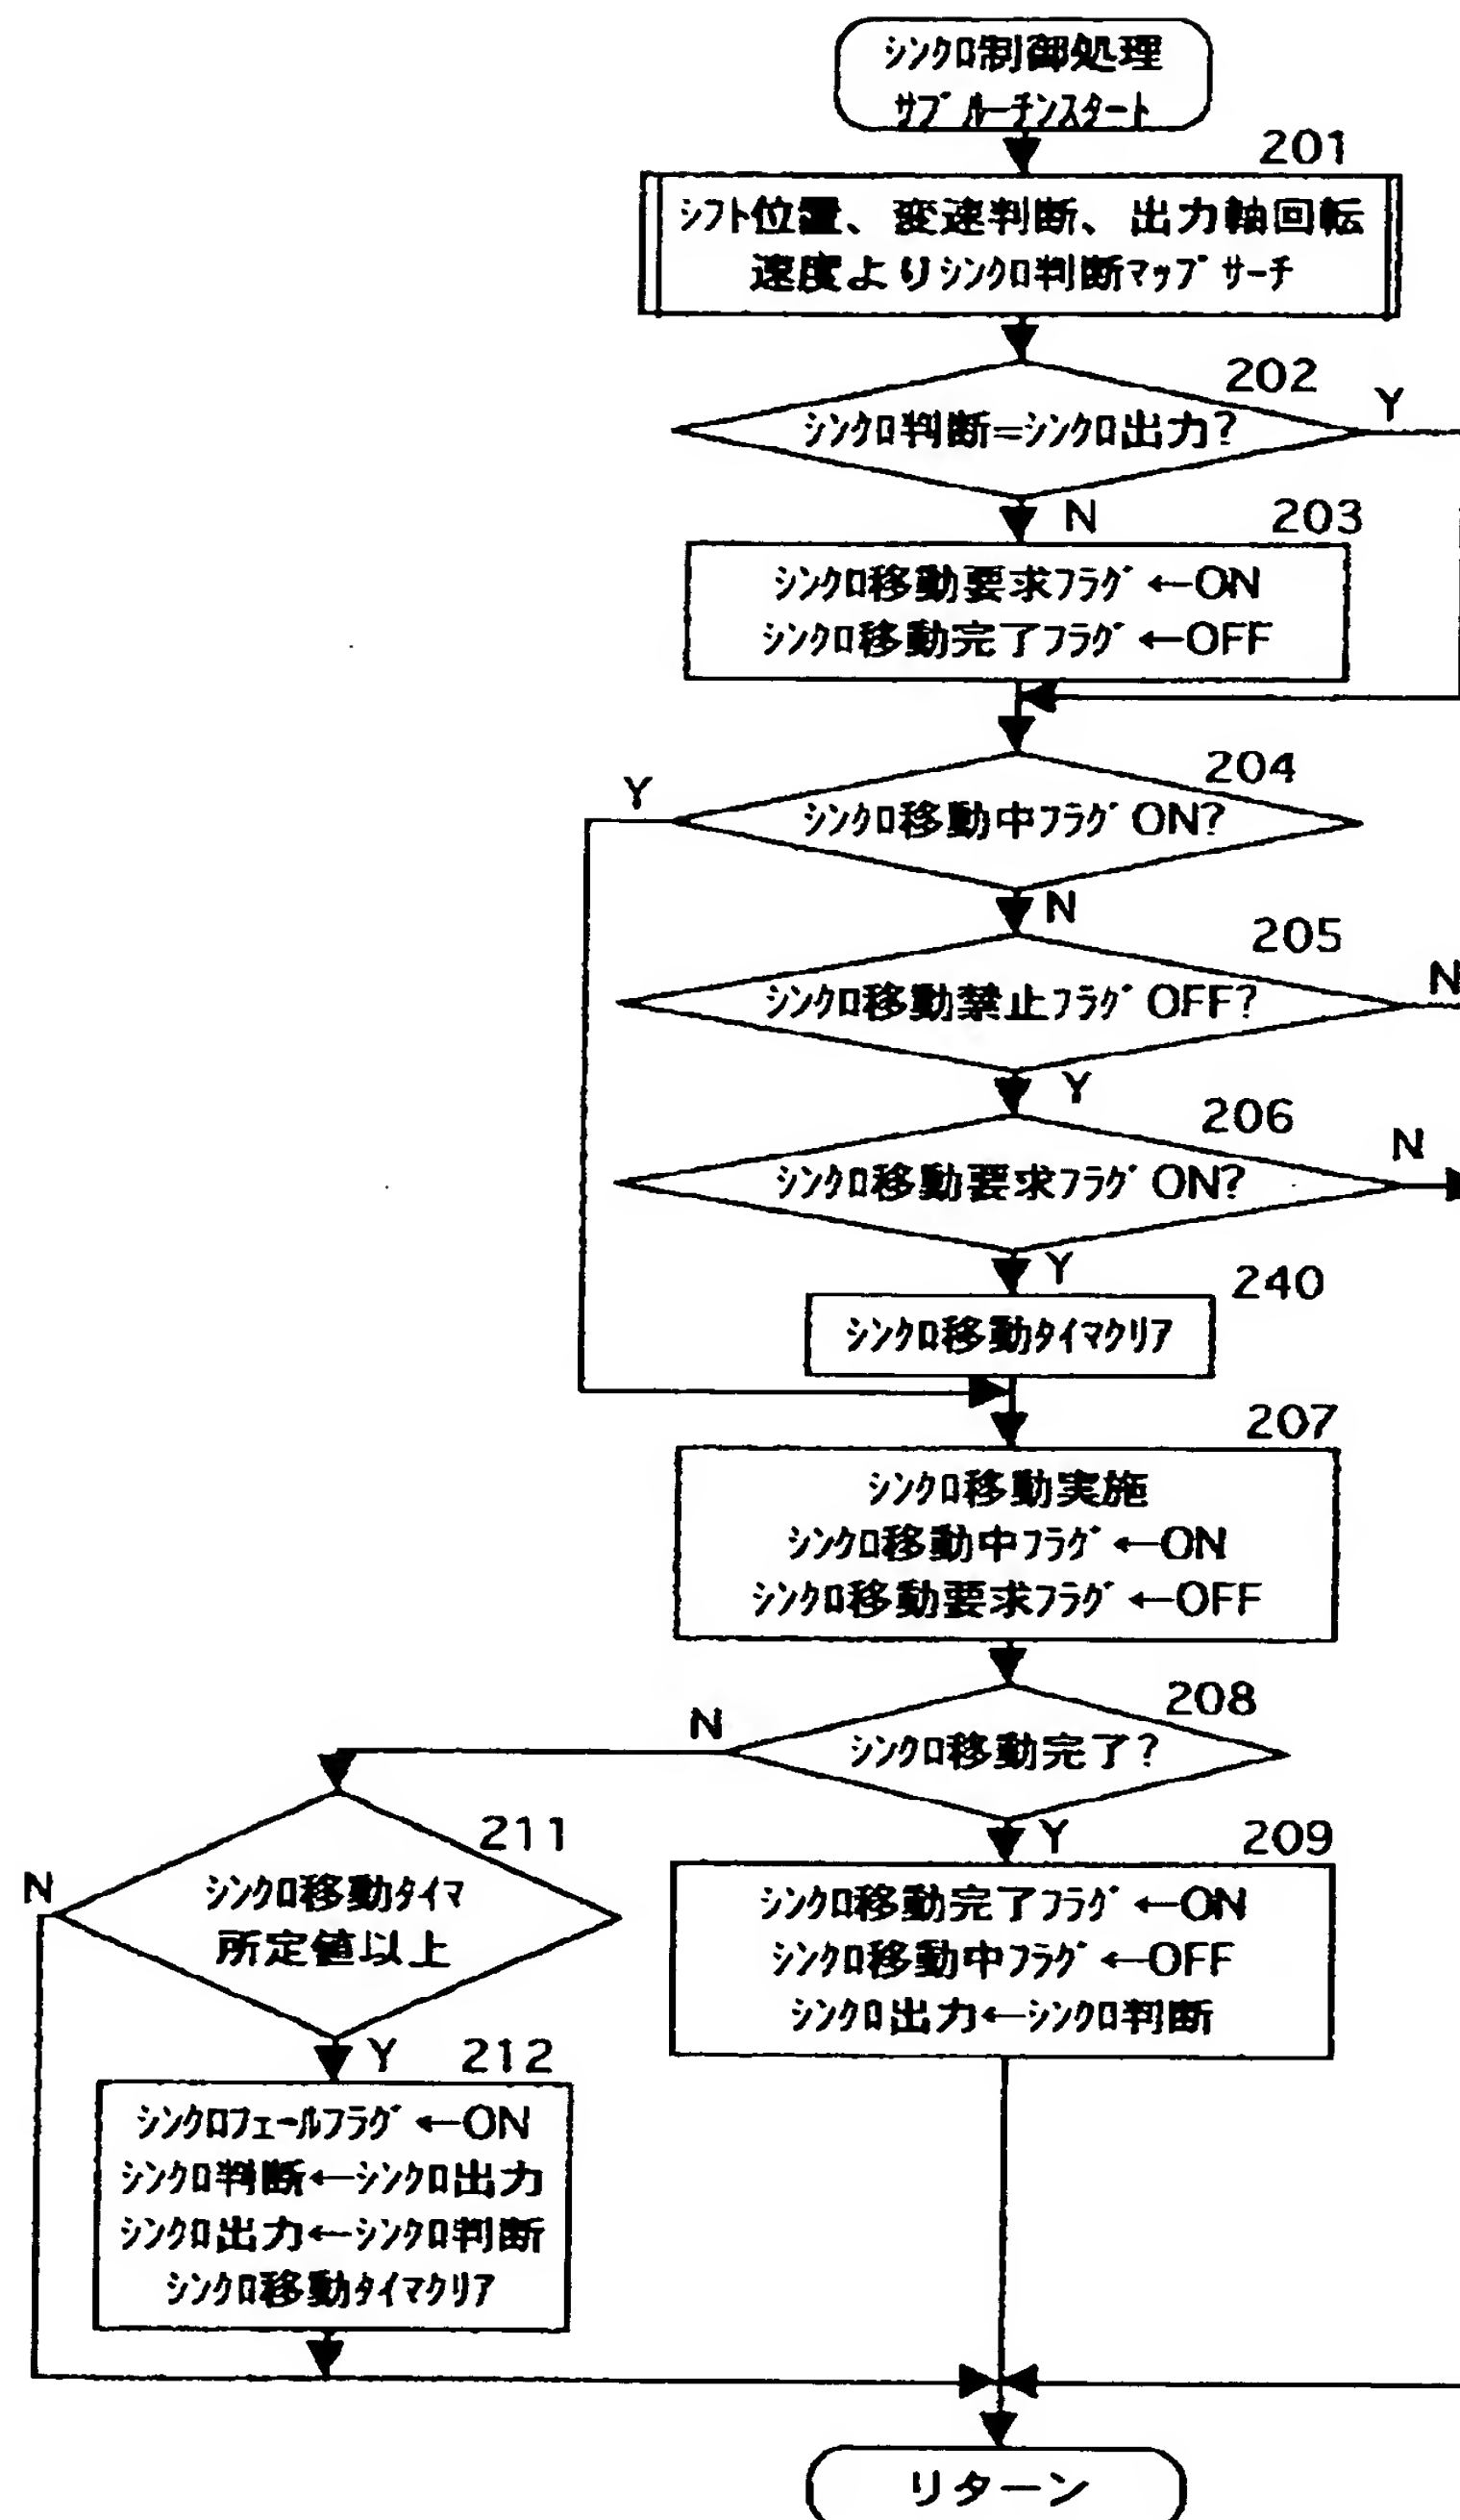 シンクロ制御処理
サブルーチンスタート
201
シフト位置、変速判断、出力軸回転
速度よりシンクロ判断マップサーチ
202
Y
シンクロ判断=シンクロ出力?
N
203
シンクロ移動要求フラグ←ON
シンクロ移動完了フラグ←OFF
204
Y
シンクロ移動中フラグON?
N
205
N
シンクロ移動禁止フラグOFF?
Y
206
N
シンクロ移動要求フラグON?
Y
240
シンクロ移動タイマクリア
207
シンクロ移動実施
シンクロ移動中フラグ←ON
シンクロ移動要求フラグ←OFF
208
N
シンクロ移動完了?
Y
209
シンクロ移動完了フラグ←ON
シンクロ移動中フラグ←OFF
シンクロ出力←シンクロ判断
211
N
シンクロ移動タイマ
所定値以上
Y
212
シンクロフェールフラグ←ON
シンクロ判断←シンクロ出力
シンクロ出力←シンクロ判断
シンクロ移動タイマクリア
リターン